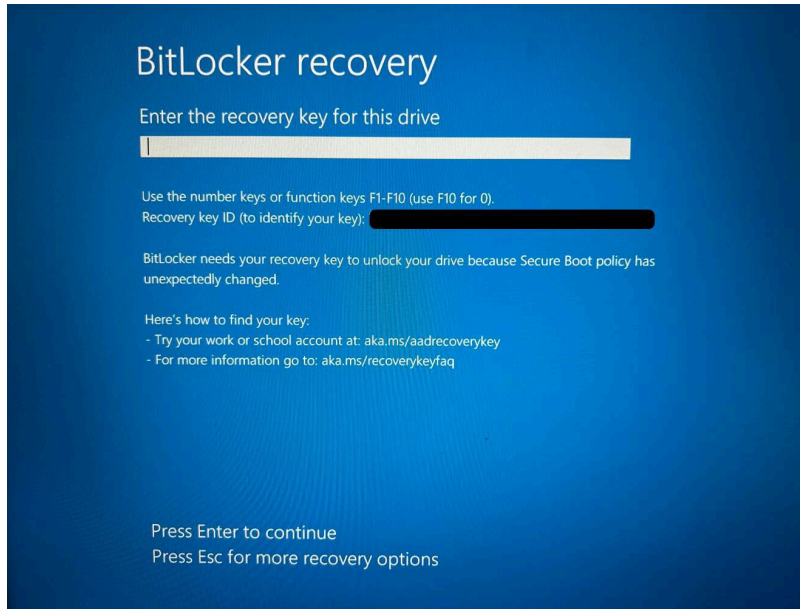 BitLocker recovery
Enter the recovery key for this drive
Use the number keys or function keys F1-F10 (use F10 for 0).
Recovery key ID (to identify your key):
BitLocker needs your recovery key to unlock your drive because Secure Boot policy has
unexpectedly changed.
Here's how to find your key:
- Try your work or school account at: aka.ms/aadrecoverykey
- For more information go to: aka.ms/recoverykeyfaq
Press Enter to continue
Press Esc for more recovery options